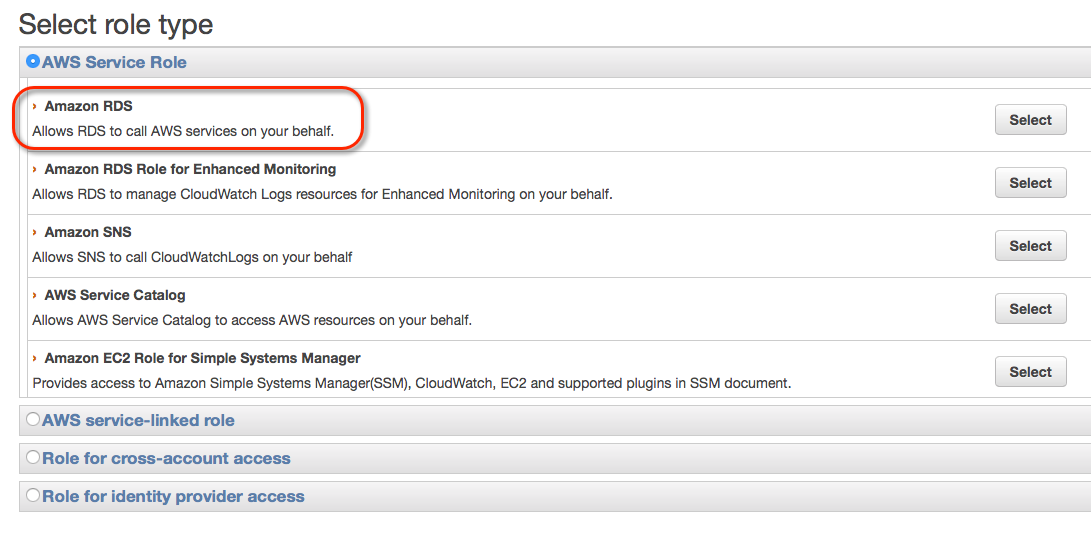 Select role type
AWS Service Role
Amazon RDS
Allows RDS to call AWS services on your behalf.
Select
Amazon RDS Role for Enhanced Monitoring
Allows RDS to manage CloudWatch Logs resources for Enhanced Monitoring on your behalf.
Select
Amazon SNS
Allows SNS to call CloudWatchLogs on your behalf
Select
AWS Service Catalog
Allows AWS Service Catalog to access AWS resources on your behalf.
Select
Amazon EC2 Role for Simple Systems Manager
Provides access to Amazon Simple Systems Manager(SSM), CloudWatch, EC2 and supported plugins in SSM document.
Select
AWS service-linked role
Role for cross-account access
Role for identity provider access